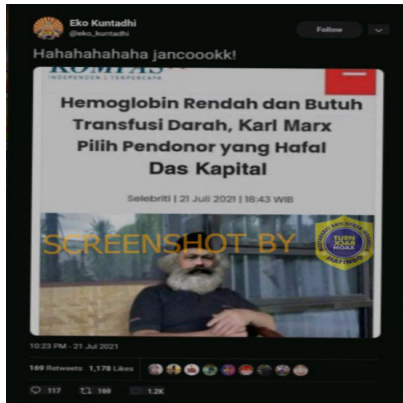 Eko Kuntadhi
@eko_kuntadhi
Follow
Hahahahahaha jancoookk!
KOMPAS
INDEPENDEN | TERPERCAYA
Hemoglobin Rendah dan Butuh
Transfusi Darah, Karl Marx
Pilih Pendonor yang Hafal
Das Kapital
Selebriti | 21 Juli 2021 | 18:43 WIB
SCREENSHOT BY
TURN
BACK
HOAX
MAFINDO
10:23 PM - 21 Jul 2021
169 Retweets 1,178 Likes
117 169 1.2K